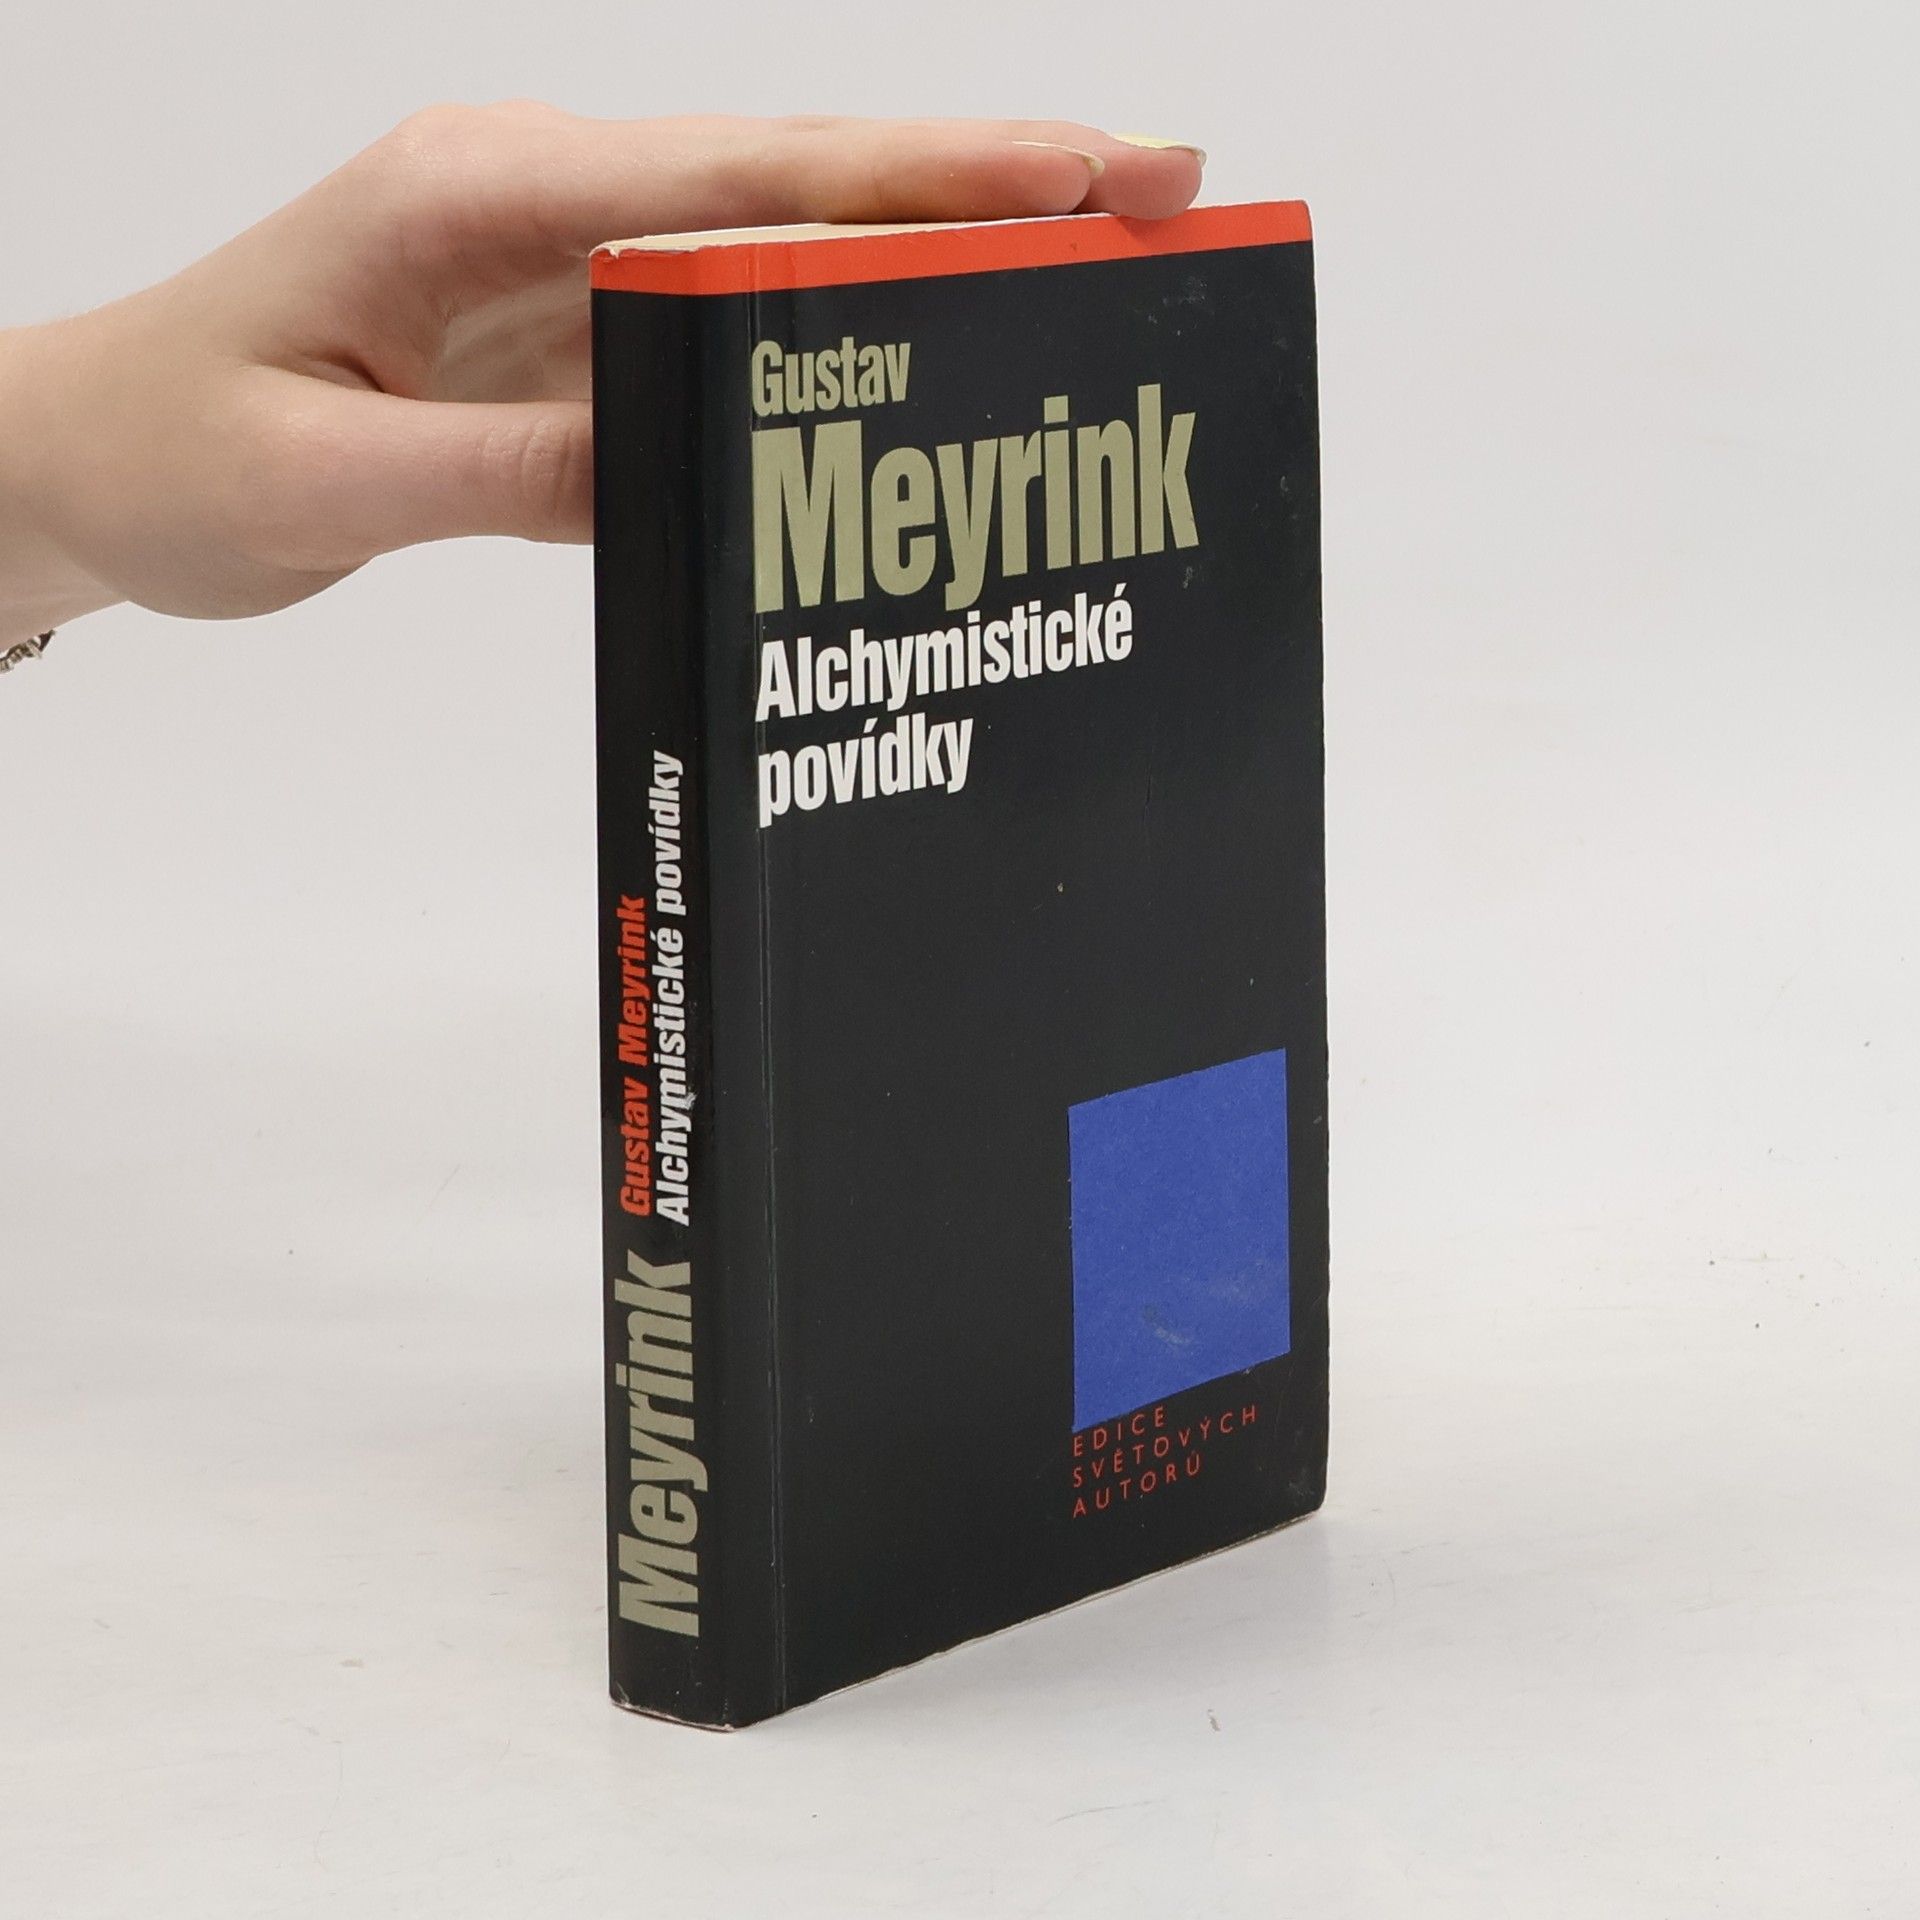 Gustav
Meyrink
Alchymistické
povídky
EDICE
SVĚTOVÝCH
AUTORŮ
Meyrink
Gustav Meyrink
Alchymistické povídky